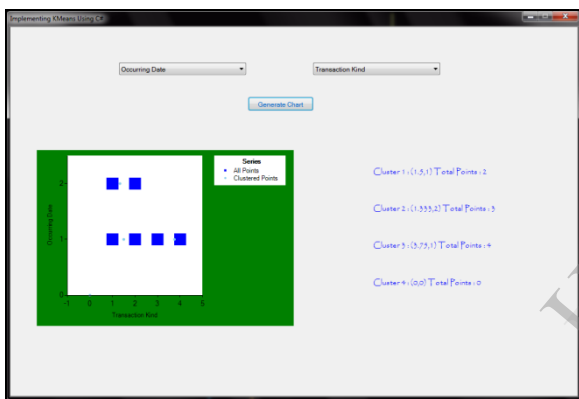 Implementing KMeans Using C#
Occurring Date
Transaction Kind
Generate Chart
Series
All Points
Clustered Points
2
1
0
-1 0 1 2 3 4 5
Occurring Date
Transaction Kind
Cluster 1 : (1.5,1) Total Points : 2
Cluster 2 : (1.333,2) Total Points : 3
Cluster 3 : (3.75,1) Total Points : 4
Cluster 4 : (0,0) Total Points : 0